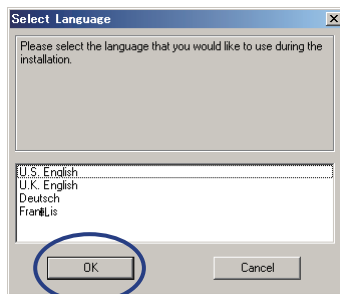 Select Language
Please select the language that you would like to use during the
installation.
U.S. English
U.K. English
Deutsch
OK
Cancel